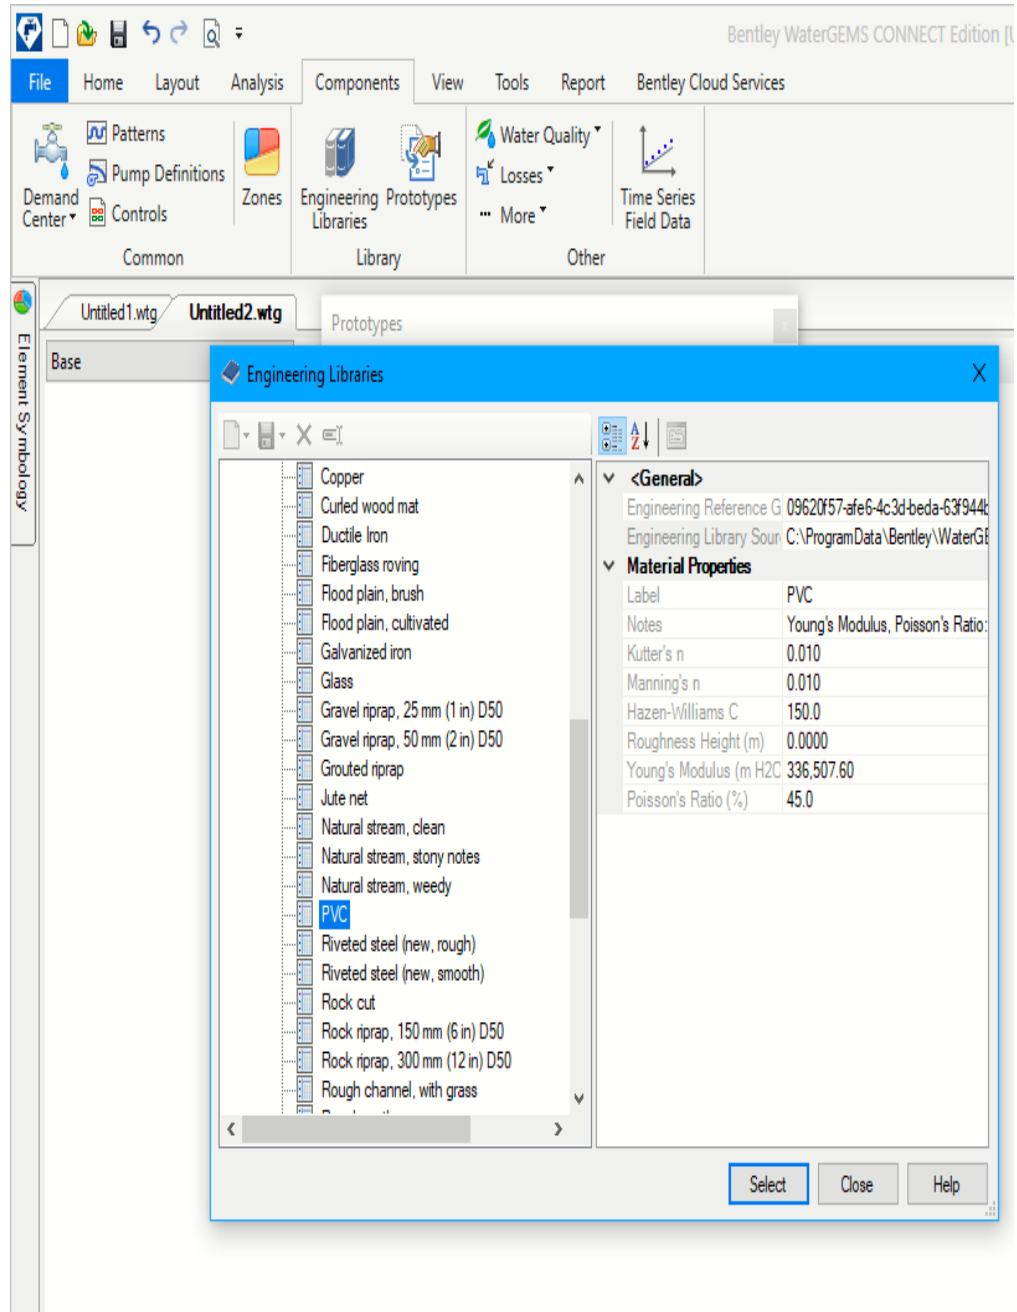 Bentley WaterGEMS CONNECT Edition [U
File Home Layout Analysis Components View Tools Report Bentley Cloud Services
Demand Center
Patterns
Pump Definitions
Controls
Common
Zones
Engineering Libraries
Prototypes
Library
Water Quality
Losses
More
Other
Time Series Field Data
Element Symbology
Untitled1.wtg Untitled2.wtg
Prototypes
Base
Engineering Libraries
Copper
Curled wood mat
Ductile Iron
Fiberglass roving
Flood plain, brush
Flood plain, cultivated
Galvanized iron
Glass
Gravel riprap, 25 mm (1 in) D50
Gravel riprap, 50 mm (2 in) D50
Grouted riprap
Jute net
Natural stream, clean
Natural stream, stony notes
Natural stream, weedy
PVC
Riveted steel (new, rough)
Riveted steel (new, smooth)
Rock cut
Rock riprap, 150 mm (6 in) D50
Rock riprap, 300 mm (12 in) D50
Rough channel, with grass
<General>
Engineering Reference G 09620f57-afe6-4c3d-beda-63f944b
Engineering Library Sour C:\ProgramData\Bentley\WaterGE
Material Properties
Label PVC
Notes Young's Modulus, Poisson's Ratio:
Kutter's n 0.010
Manning's n 0.010
Hazen-Williams C 150.0
Roughness Height (m) 0.0000
Young's Modulus (m H2O 336,507.60
Poisson's Ratio (%) 45.0
Select Close Help